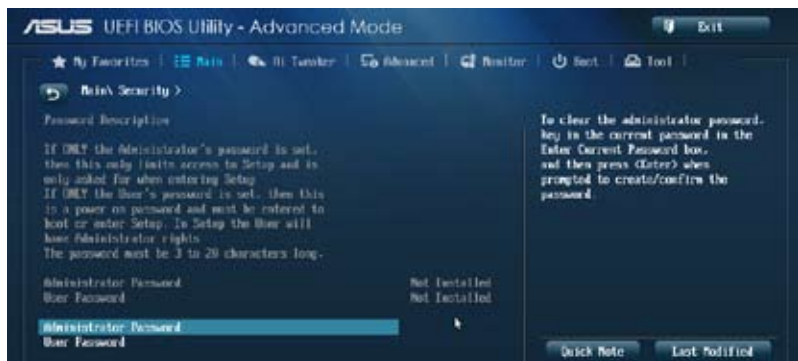 ASUS UEFI BIOS Utility - Advanced Mode
Exit
My Favorites | Main | Ai Tweaker | Advanced | Monitor | Boot | Tool
Main\ Security >
Password Description
If ONLY the Administrator's password is set,
then this only limits access to Setup and is
only asked for when entering Setup
If ONLY the User's password is set, then this
is a power on password and must be entered to
boot or enter Setup. In Setup the User will
have Administrator rights
The password must be 3 to 20 characters long.
Administrator Password Not Installed
User Password Not Installed
Administrator Password
User Password
To clear the administrator password,
key in the current password in the
Enter Current Password box,
and then press <Enter> when
prompted to create/confirm the
password.
Quick Note
Last Modified